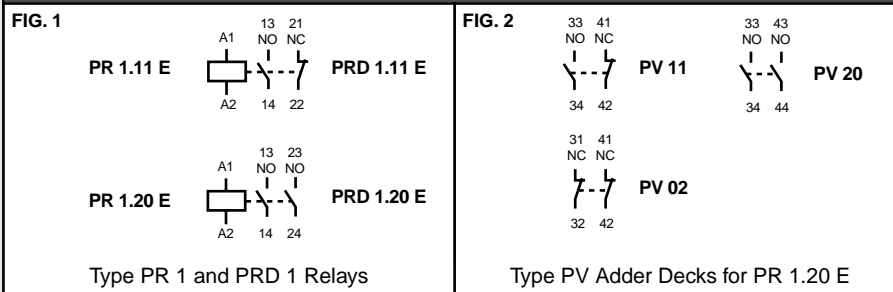 FIG. 1
13 21
A1 NO NC
PR 1.11 E PRD 1.11 E
A2 14 22
13 23
A1 NO NO
PR 1.20 E PRD 1.20 E
A2 14 24
Type PR 1 and PRD 1 Relays
FIG. 2
33 41
NO NC
PV 11
34 42
33 43
NO NO
PV 20
34 44
31 41
NC NC
PV 02
32 42
Type PV Adder Decks for PR 1.20 E